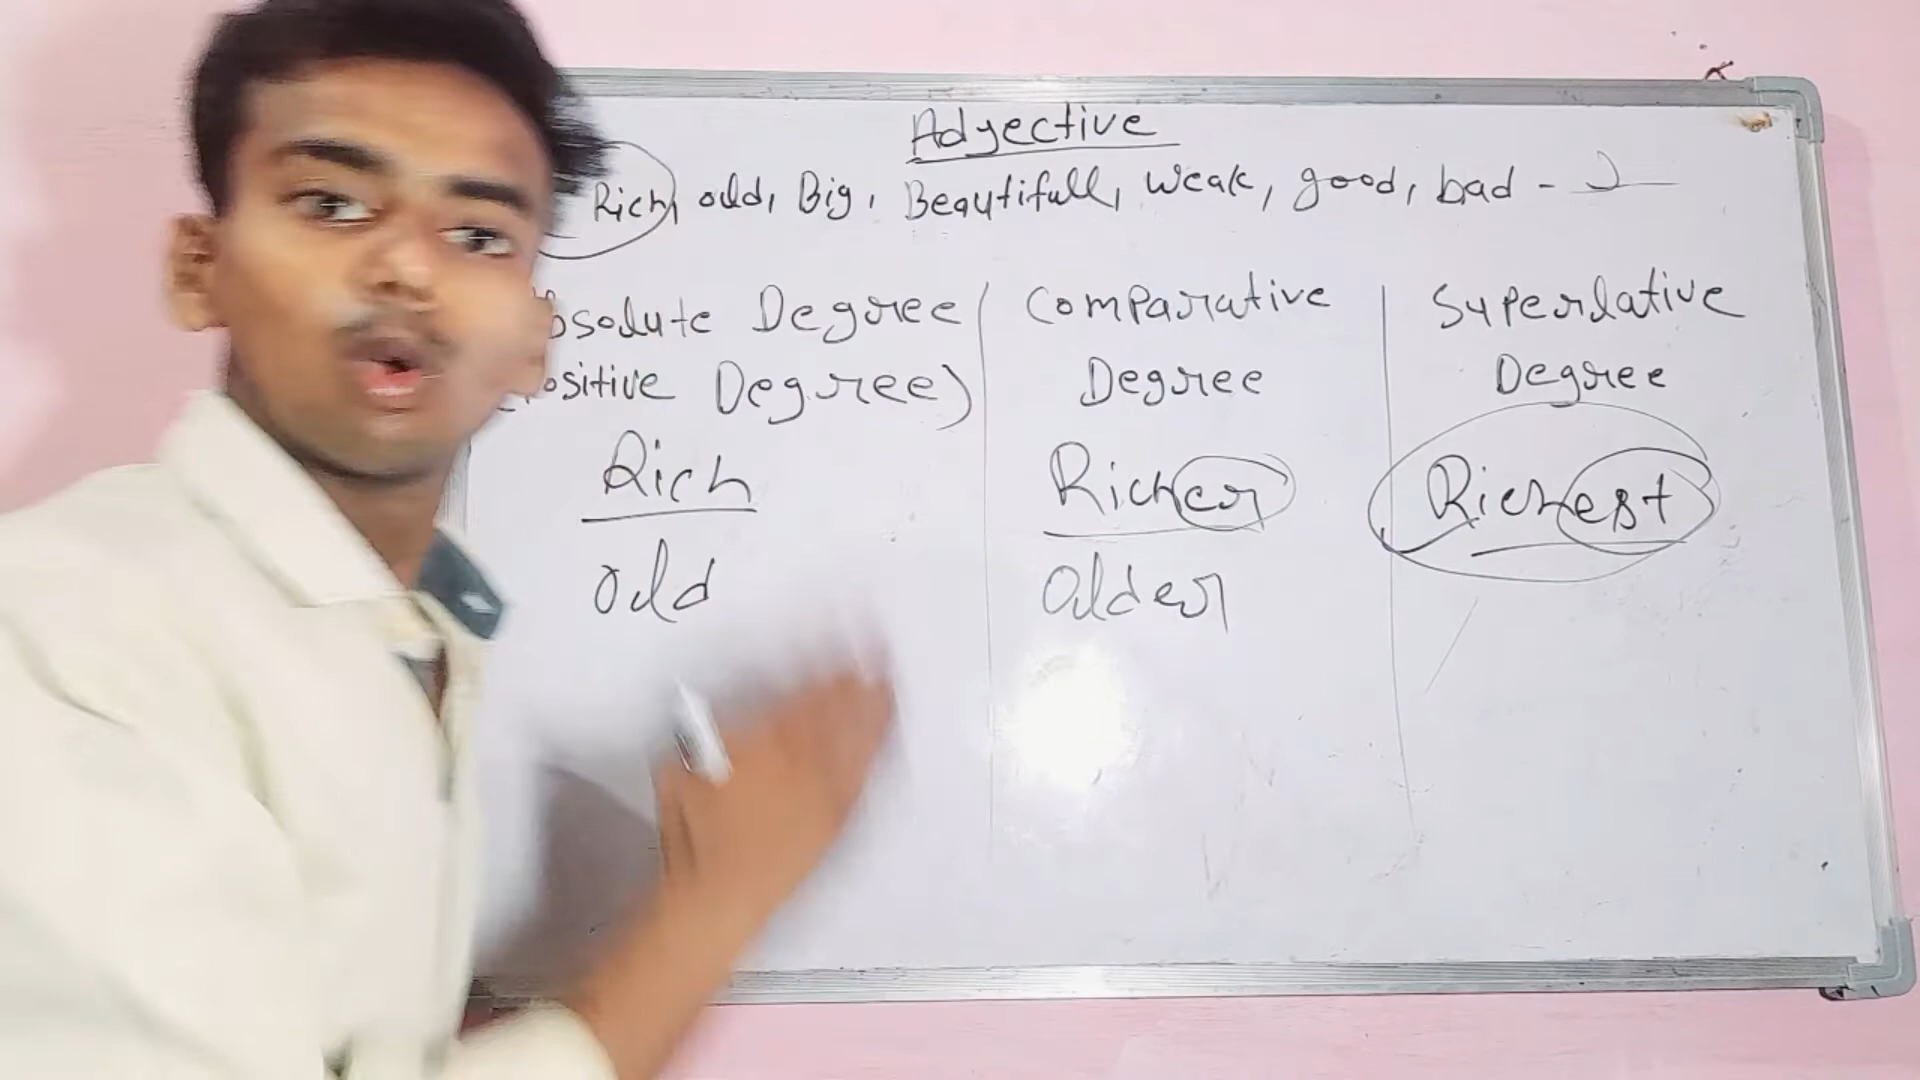 Adjective
Rich, old, Big, Beautifull, Weak, good, bad -
bsolute Degree
Comparative
Superlative
ositive Degree)
Degree
Degree
Rich
Richer
Richest
old
older